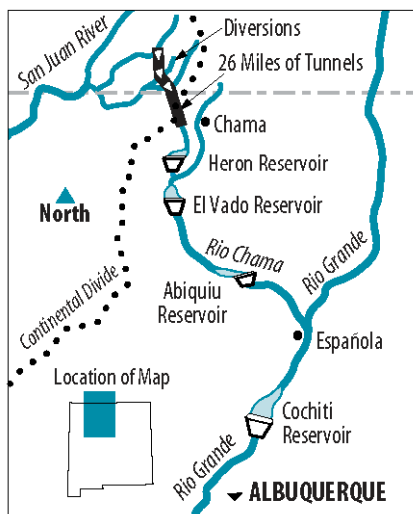 Diversions
San Juan River
26 Miles of Tunnels
Chama
Heron Reservoir
North
El Vado Reservoir
Rio Chama
Rio Grande
Continental Divide
Abiquiu
Reservoir
Española
Location of Map
Cochiti
Reservoir
Rio Grande
ALBUQUERQUE